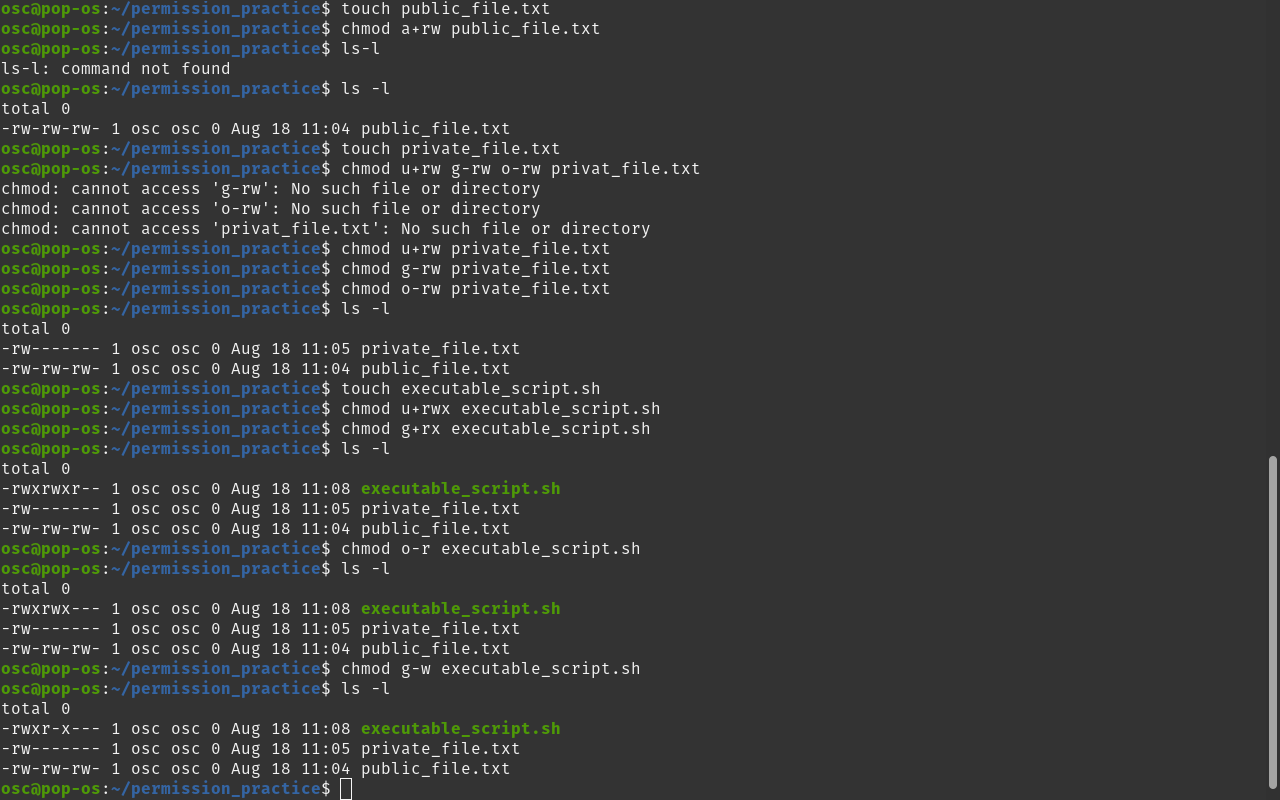 osc@pop-os:~/permission_practice$ touch public_file.txt
osc@pop-os:~/permission_practice$ chmod a+rw public_file.txt
osc@pop-os:~/permission_practice$ ls-l
ls-l: command not found
osc@pop-os:~/permission_practice$ ls -l
total 0
-rw-rw-rw- 1 osc osc 0 Aug 18 11:04 public_file.txt
osc@pop-os:~/permission_practice$ touch private_file.txt
osc@pop-os:~/permission_practice$ chmod u+rw g-rw o-rw privat_file.txt
chmod: cannot access 'g-rw': No such file or directory
chmod: cannot access 'o-rw': No such file or directory
chmod: cannot access 'privat_file.txt': No such file or directory
osc@pop-os:~/permission_practice$ chmod u+rw private_file.txt
osc@pop-os:~/permission_practice$ chmod g-rw private_file.txt
osc@pop-os:~/permission_practice$ chmod o-rw private_file.txt
osc@pop-os:~/permission_practice$ ls -l
total 0
-rw------- 1 osc osc 0 Aug 18 11:05 private_file.txt
-rw-rw-rw- 1 osc osc 0 Aug 18 11:04 public_file.txt
osc@pop-os:~/permission_practice$ touch executable_script.sh
osc@pop-os:~/permission_practice$ chmod u+rwx executable_script.sh
osc@pop-os:~/permission_practice$ chmod g+rx executable_script.sh
osc@pop-os:~/permission_practice$ ls -l
total 0
-rwxrwxr-- 1 osc osc 0 Aug 18 11:08 executable_script.sh
-rw------- 1 osc osc 0 Aug 18 11:05 private_file.txt
-rw-rw-rw- 1 osc osc 0 Aug 18 11:04 public_file.txt
osc@pop-os:~/permission_practice$ chmod o-r executable_script.sh
osc@pop-os:~/permission_practice$ ls -l
total 0
-rwxrwx--- 1 osc osc 0 Aug 18 11:08 executable_script.sh
-rw------- 1 osc osc 0 Aug 18 11:05 private_file.txt
-rw-rw-rw- 1 osc osc 0 Aug 18 11:04 public_file.txt
osc@pop-os:~/permission_practice$ chmod g-w executable_script.sh
osc@pop-os:~/permission_practice$ ls -l
total 0
-rwxr-x--- 1 osc osc 0 Aug 18 11:08 executable_script.sh
-rw------- 1 osc osc 0 Aug 18 11:05 private_file.txt
-rw-rw-rw- 1 osc osc 0 Aug 18 11:04 public_file.txt
osc@pop-os:~/permission_practice$